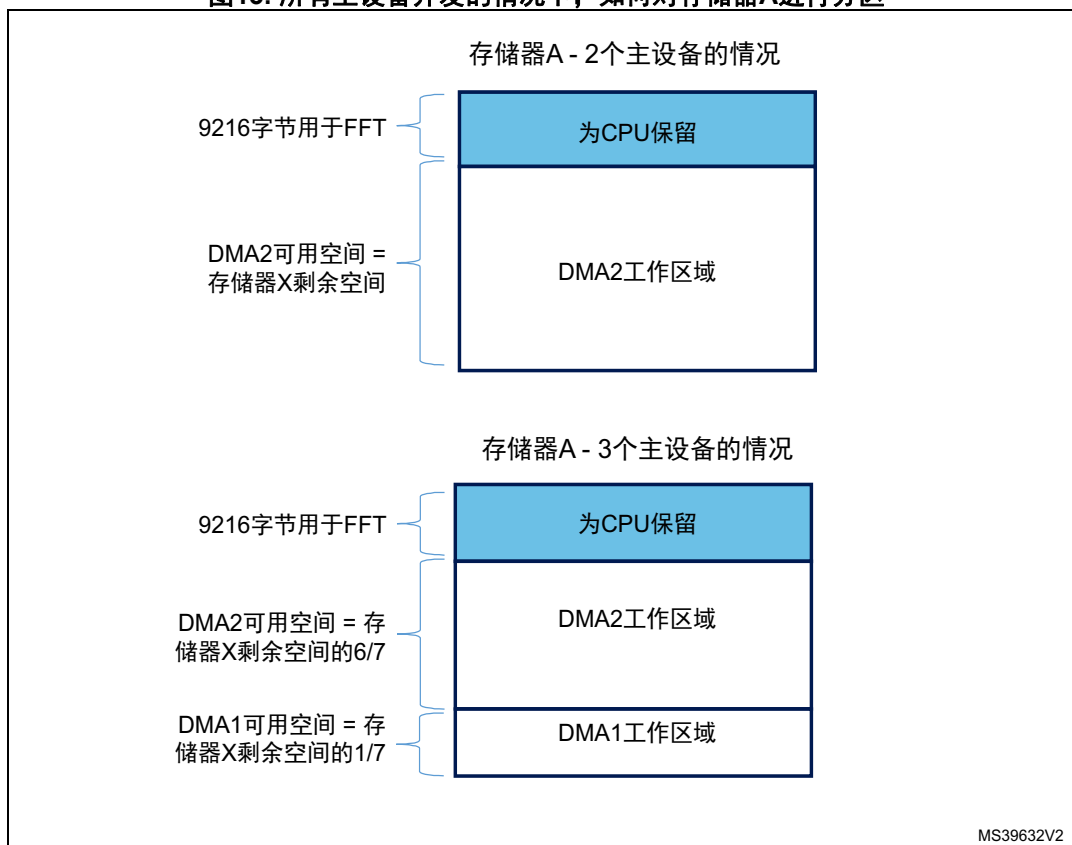 存储器A - 2个主设备的情况
9216字节用于FFT
为CPU保留
DMA2可用空间 =
存储器X剩余空间
DMA2工作区域
存储器A - 3个主设备的情况
9216字节用于FFT
为CPU保留
DMA2可用空间 = 存
储器X剩余空间的6/7
DMA2工作区域
DMA1可用空间 = 存
储器X剩余空间的1/7
DMA1工作区域
MS39632V2